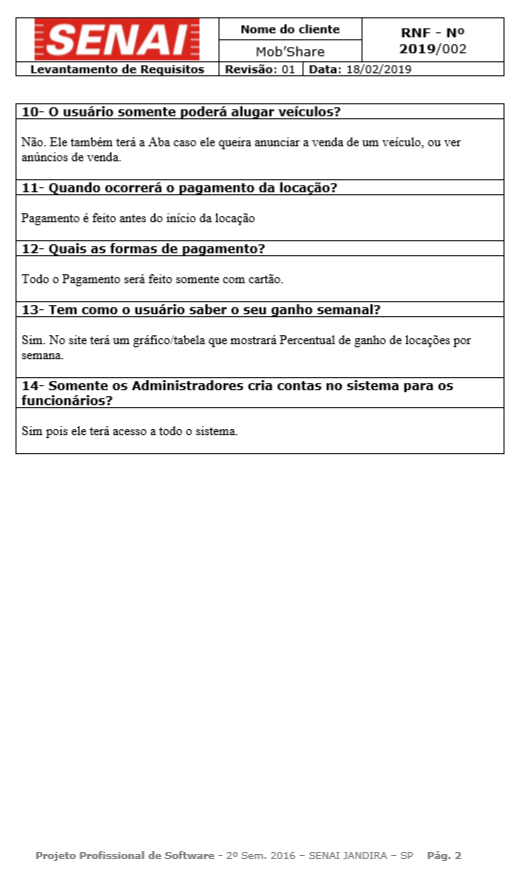 SENAI
Nome do cliente
Mob'Share
RNF - Nº
2019/002
Levantamento de Requisitos
Revisão: 01
Data: 18/02/2019
10- O usuário somente poderá alugar veículos?
Não. Ele também terá a Aba caso ele queira anunciar a venda de um veículo, ou ver
anúncios de venda.
11- Quando ocorrerá o pagamento da locação?
Pagamento é feito antes do início da locação
12- Quais as formas de pagamento?
Todo o Pagamento será feito somente com cartão.
13- Tem como o usuário saber o seu ganho semanal?
Sim. No site terá um gráfico/tabela que mostrará Percentual de ganho de locações por
semana.
14- Somente os Administradores cria contas no sistema para os
funcionários?
Sim pois ele terá acesso a todo o sistema.
Projeto Profissional de Software - 2º Sem. 2016 – SENAI JANDIRA – SP Pág. 2